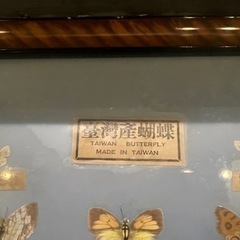 臺灣產蝴蝶
TAIWAN BUTTERFLY
MADE IN TAIWAN